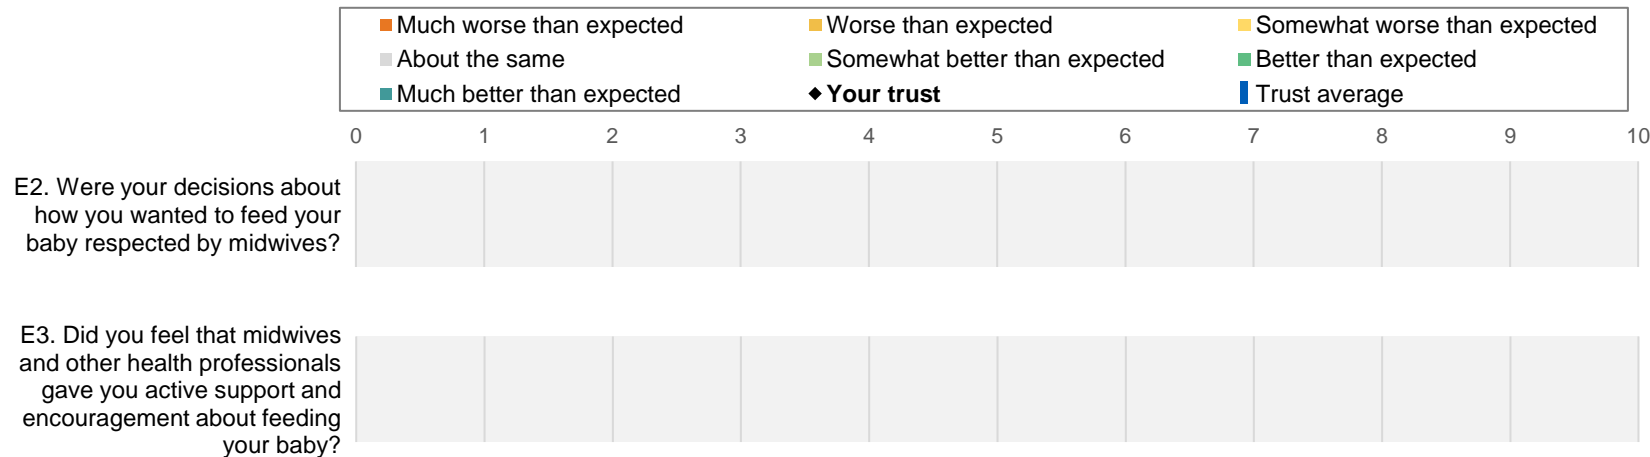 Much worse than expected Worse than expected Somewhat worse than expected
About the same Somewhat better than expected Better than expected
Much better than expected Your trust Trust average
0 1 2 3 4 5 6 7 8 9 10
E2. Were your decisions about
how you wanted to feed your
baby respected by midwives?
E3. Did you feel that midwives
and other health professionals
gave you active support and
encouragement about feeding
your baby?